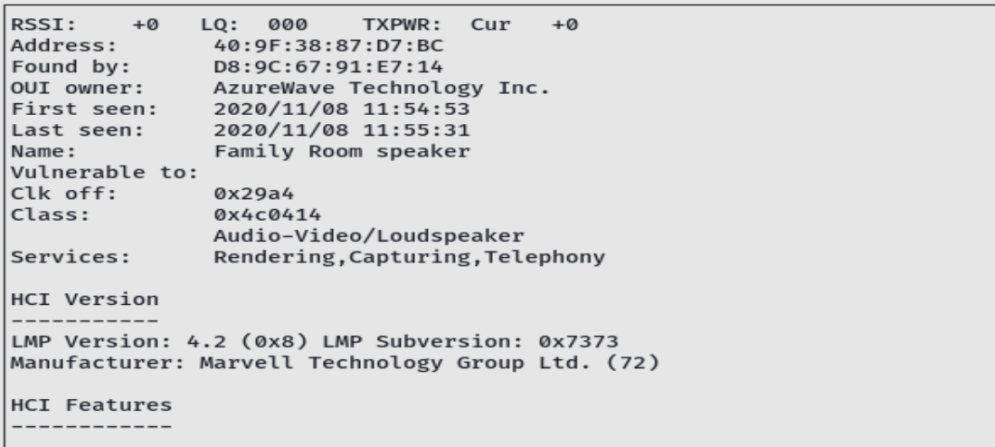 RSSI: +0 LQ: 000 TXPWR: Cur +0
Address: 40:9F:38:87:D7:BC
Found by: D8:9C:67:91:E7:14
OUI owner: AzureWave Technology Inc.
First seen: 2020/11/08 11:54:53
Last seen: 2020/11/08 11:55:31
Name: Family Room speaker
Vulnerable to:
Clk off: 0x29a4
Class: 0x4c0414
Audio-Video/Loudspeaker
Services: Rendering,Capturing,Telephony
HCI Version
-----------
LMP Version: 4.2 (0x8) LMP Subversion: 0x7373
Manufacturer: Marvell Technology Group Ltd. (72)
HCI Features
------------